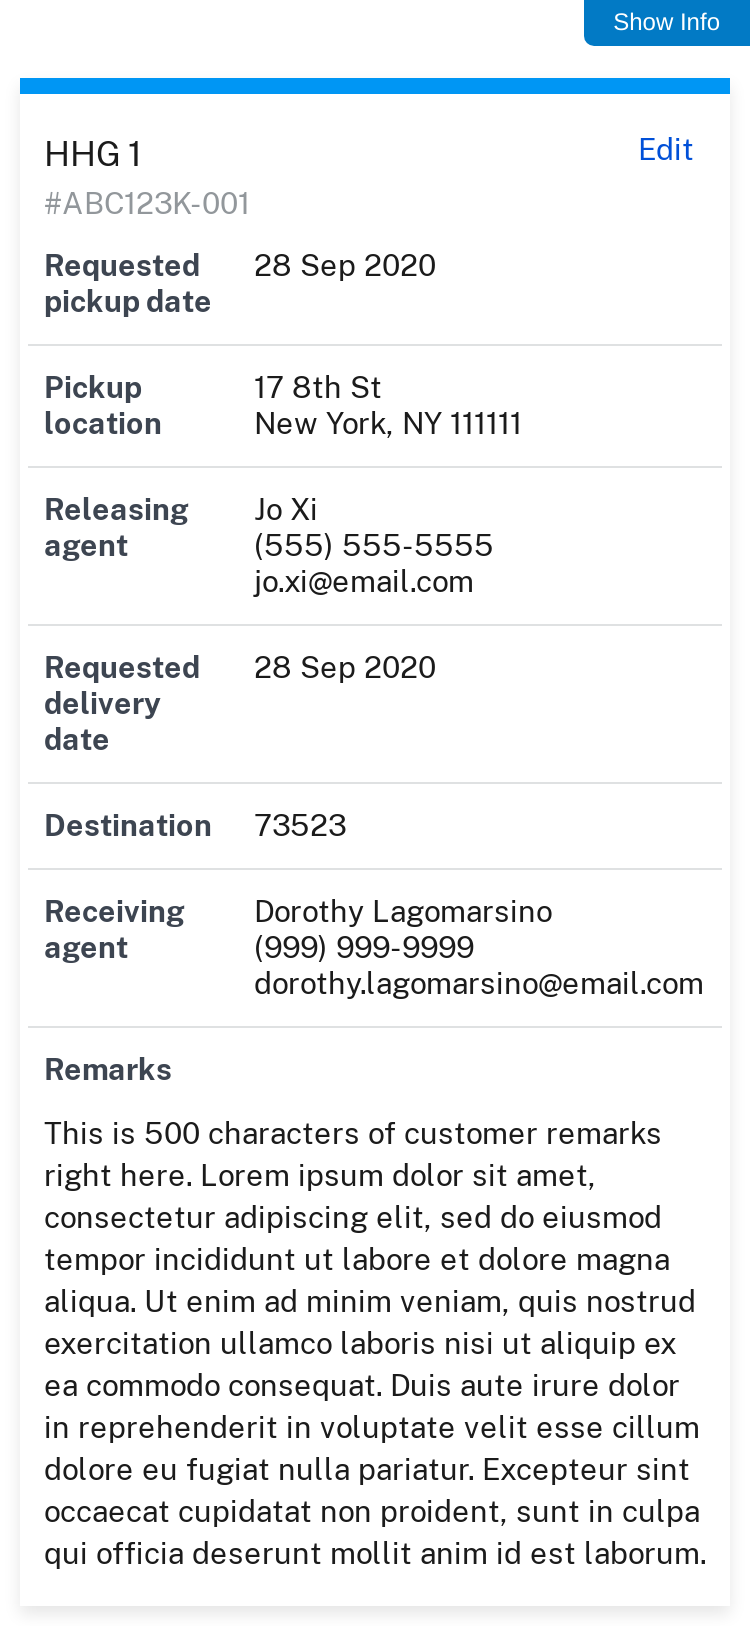 Show Info
HHG 1
Edit
#ABC123K-001
Requested
pickup date
28 Sep 2020
Pickup
location
17 8th St
New York, NY 111111
Releasing
agent
Jo Xi
(555) 555-5555
jo.xi@email.com
Requested
delivery
date
28 Sep 2020
Destination
73523
Receiving
agent
Dorothy Lagomarsino
(999) 999-9999
dorothy.lagomarsino@email.com
Remarks
This is 500 characters of customer remarks
right here. Lorem ipsum dolor sit amet,
consectetur adipiscing elit, sed do eiusmod
tempor incididunt ut labore et dolore magna
aliqua. Ut enim ad minim veniam, quis nostrud
exercitation ullamco laboris nisi ut aliquip ex
ea commodo consequat. Duis aute irure dolor
in reprehenderit in voluptate velit esse cillum
dolore eu fugiat nulla pariatur. Excepteur sint
occaecat cupidatat non proident, sunt in culpa
qui officia deserunt mollit anim id est laborum.